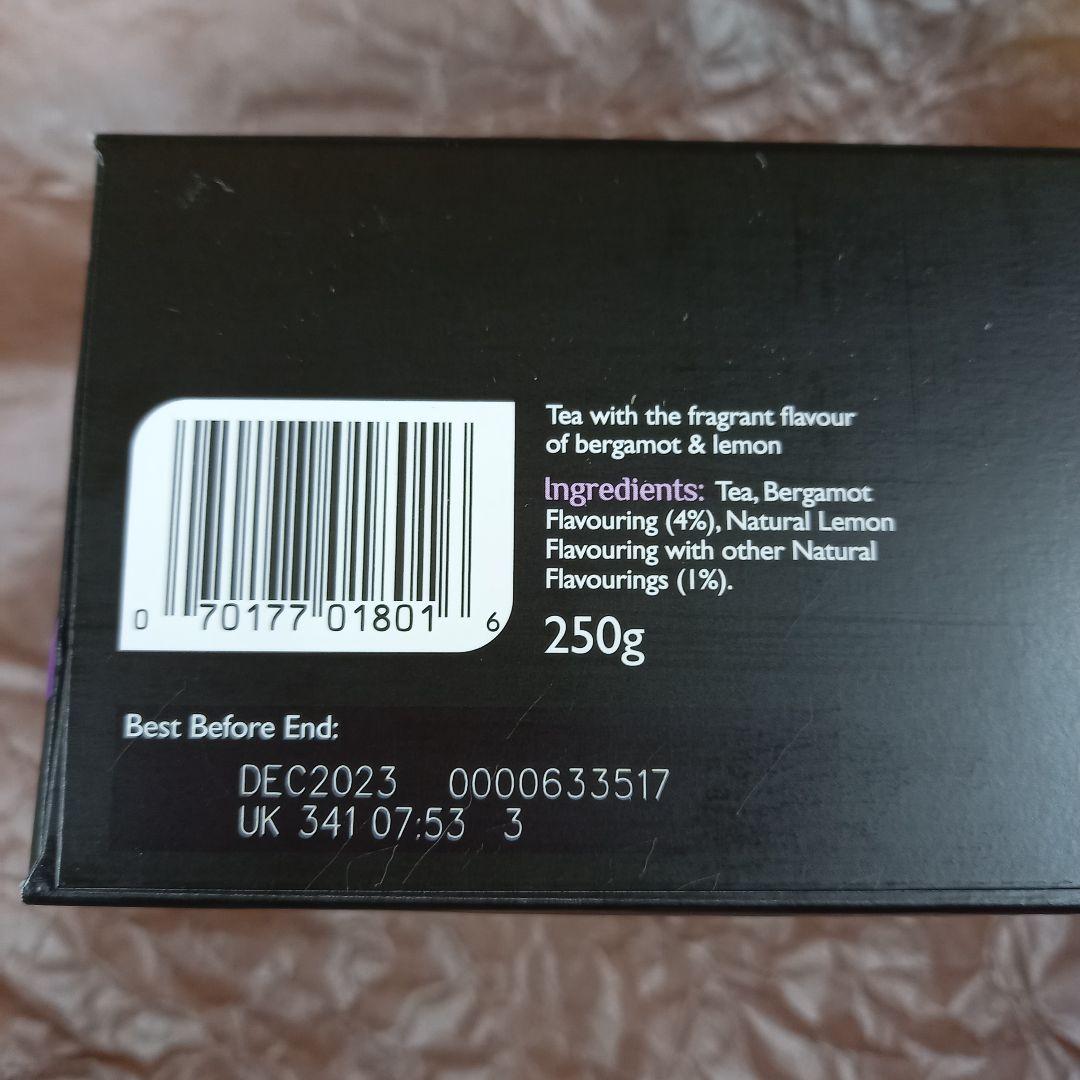 Tea with the fragrant flavour
of bergamot & lemon
Ingredients: Tea, Bergamot
Flavouring (4%), Natural Lemon
Flavouring with other Natural
Flavourings (1%).
250g
0 70177 01801 6
Best Before End:
DEC2023 0000633517
UK 341 07:53 3